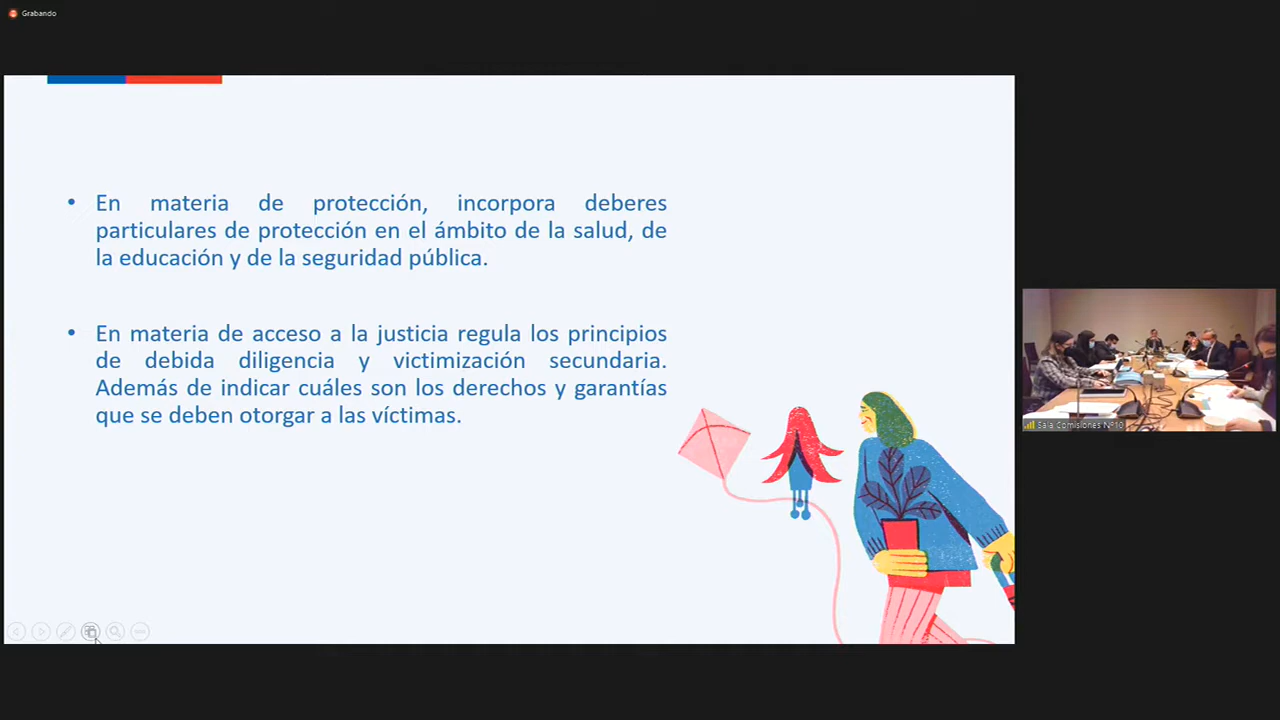 Grabando
• En materia de protección, incorpora deberes
particulares de protección en el ámbito de la salud, de
la educación y de la seguridad pública.
• En materia de acceso a la justicia regula los principios
de debida diligencia y victimización secundaria.
Además de indicar cuáles son los derechos y garantías
que se deben otorgar a las víctimas.
Sala Comisiones N°10